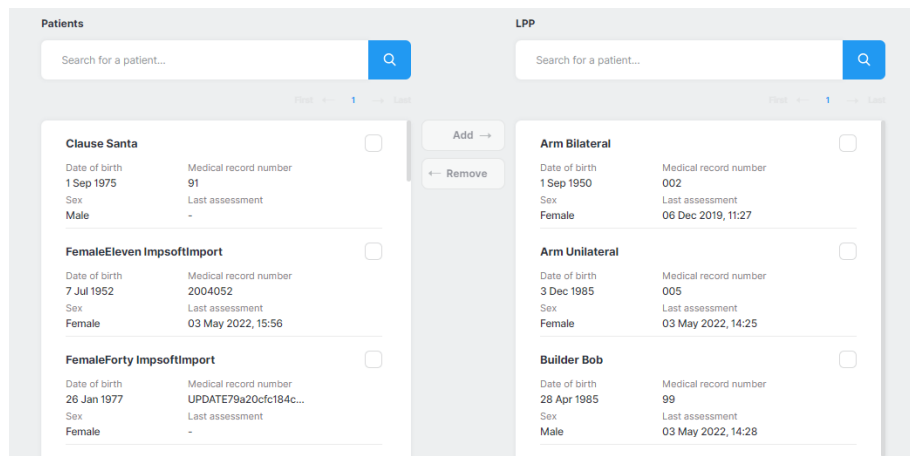 Patients
Search for a patient...
First ← 1 → Last
Clause Santa
Date of birth Medical record number
1 Sep 1975 91
Sex Last assessment
Male -
FemaleEleven ImpsoftImport
Date of birth Medical record number
7 Jul 1952 2004052
Sex Last assessment
Female 03 May 2022, 15:56
FemaleForty ImpsoftImport
Date of birth Medical record number
26 Jan 1977 UPDATE79a20cfc184c...
Sex Last assessment
Female -
Add →
← Remove
LPP
Search for a patient...
First ← 1 → Last
Arm Bilateral
Date of birth Medical record number
1 Sep 1950 002
Sex Last assessment
Female 06 Dec 2019, 11:27
Arm Unilateral
Date of birth Medical record number
3 Dec 1985 005
Sex Last assessment
Female 03 May 2022, 14:25
Builder Bob
Date of birth Medical record number
28 Apr 1985 99
Sex Last assessment
Male 03 May 2022, 14:28